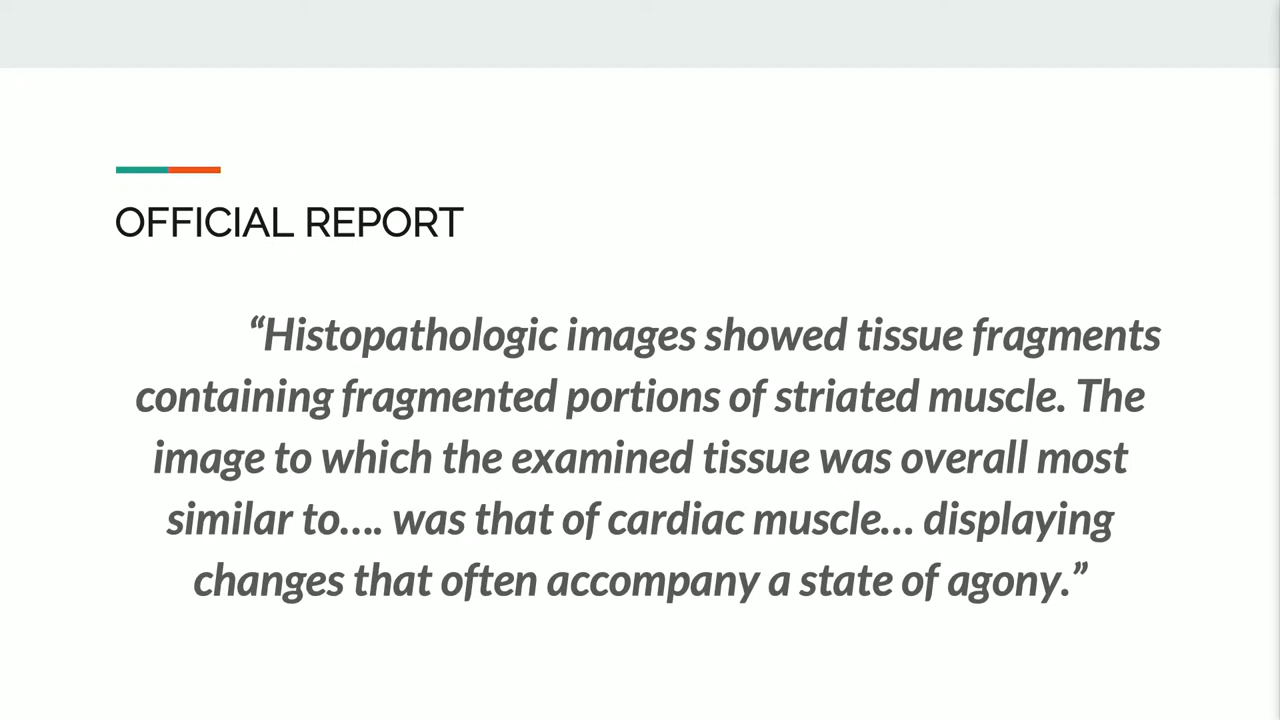 OFFICIAL REPORT
“Histopathologic images showed tissue fragments
containing fragmented portions of striated muscle. The
image to which the examined tissue was overall most
similar to.... was that of cardiac muscle... displaying
changes that often accompany a state of agony.”